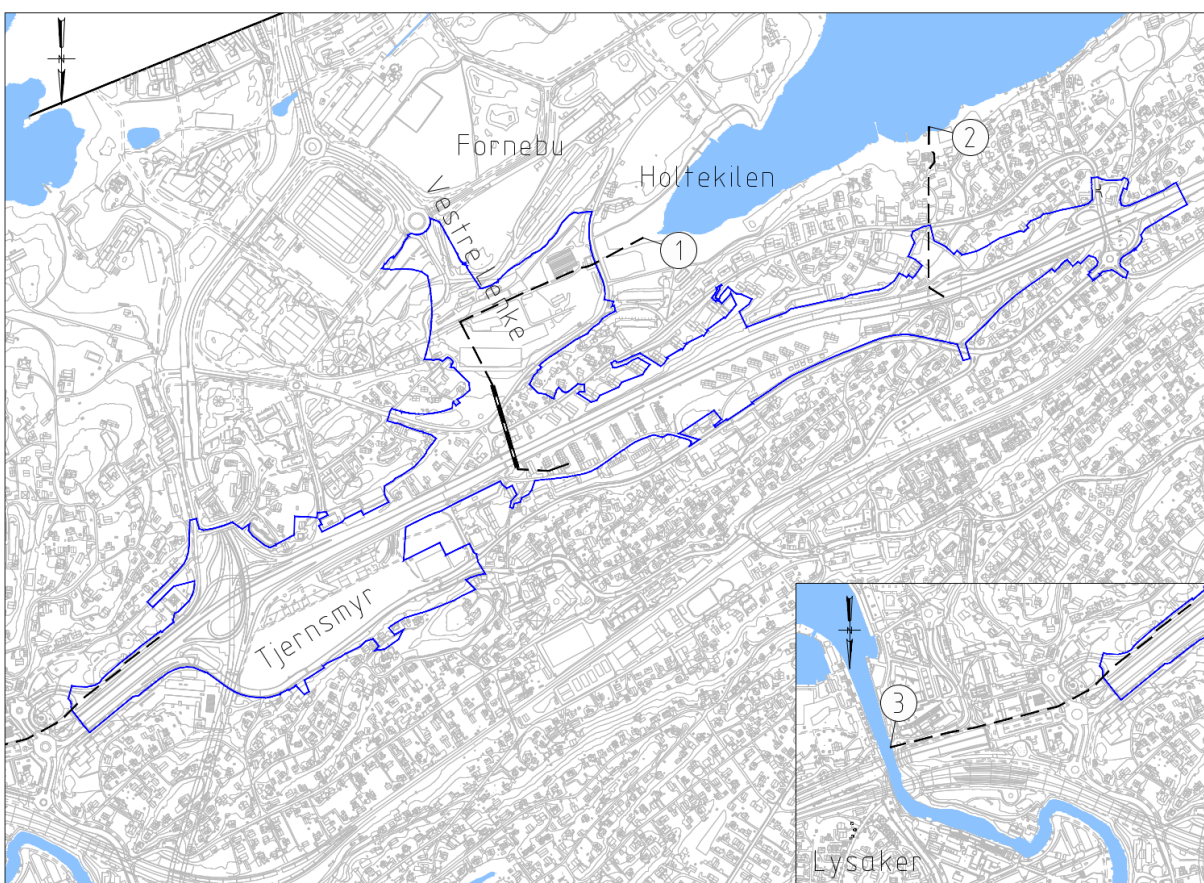 N
Fornebu
2
Holtekilen
Vestre Lenke
1
Tjernsmyr
N
3
Lysaker